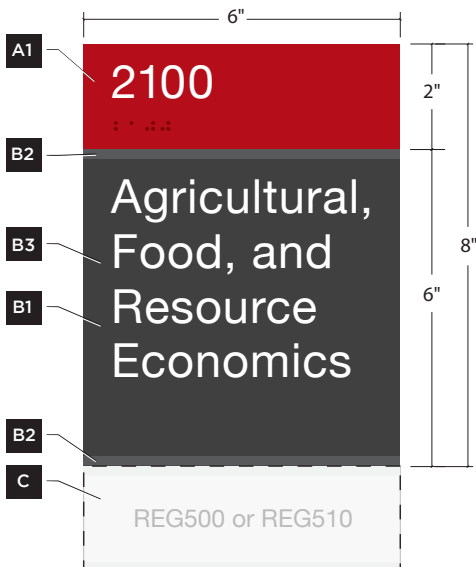 6"
A1
2100
2"
B2
Agricultural,
Food, and
Resource
Economics
B3
B1
6"
8"
B2
C
REG500 or REG510